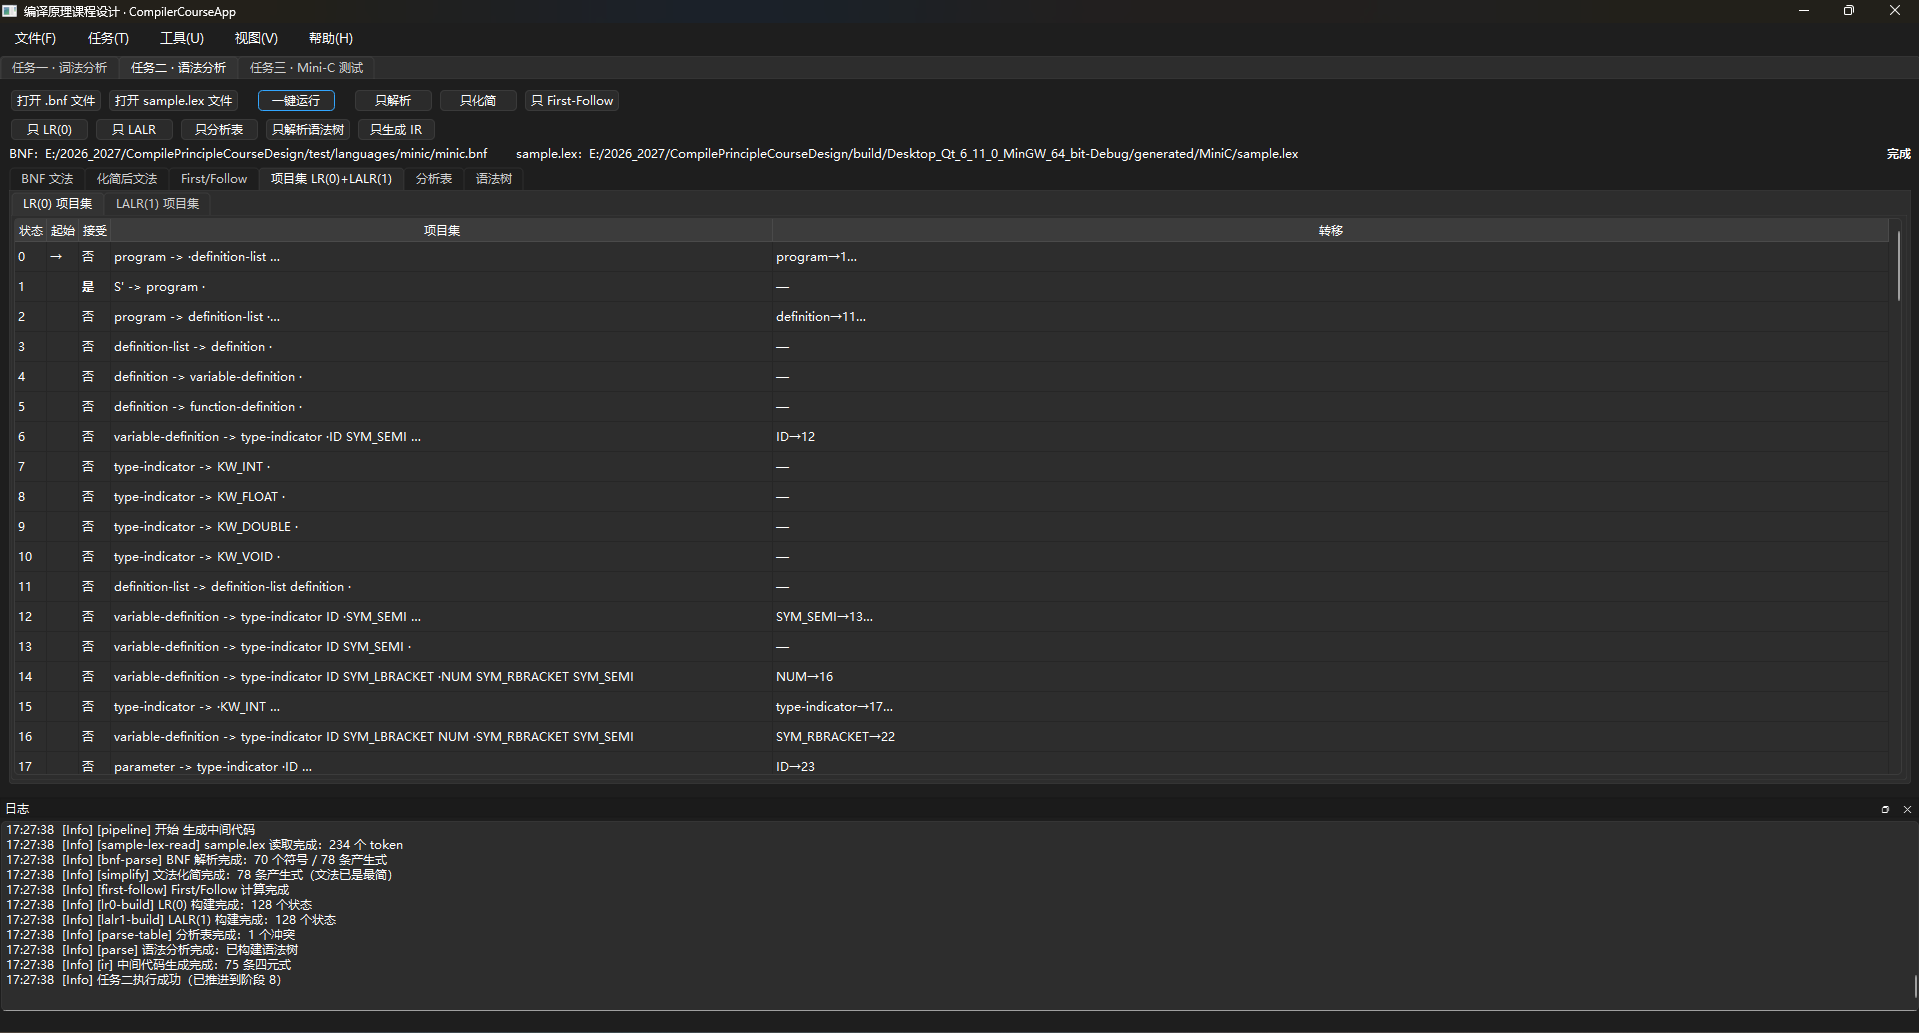 编译原理课程设计 · CompilerCourseApp
文件(F) 任务(T) 工具(U) 视图(V) 帮助(H)
任务一 · 词法分析 任务二 · 语法分析 任务三 · Mini-C 测试
打开 .bnf 文件 打开 sample.lex 文件 一键运行 只解析 只化简 只 First-Follow
只 LR(0) 只 LALR 只分析表 只解析语法树 只生成 IR
BNF: E:/2026_2027/CompilePrincipleCourseDesign/test/languages/minic/minic.bnf sample.lex: E:/2026_2027/CompilePrincipleCourseDesign/build/Desktop_Qt_6_11_0_MinGW_64_bit-Debug/generated/MiniC/sample.lex 完成
BNF 文法 化简后文法 First/Follow 项目集 LR(0)+LALR(1) 分析表 语法树
LR(0) 项目集 LALR(1) 项目集
状态 起始 接受 项目集 转移
0 → 否 program -> ·definition-list ... program→1...
1 是 S' -> program · —
2 否 program -> definition-list ·... definition→11...
3 否 definition-list -> definition · —
4 否 definition -> variable-definition · —
5 否 definition -> function-definition · —
6 否 variable-definition -> type-indicator ·ID SYM_SEMI ... ID→12
7 否 type-indicator -> KW_INT · —
8 否 type-indicator -> KW_FLOAT · —
9 否 type-indicator -> KW_DOUBLE · —
10 否 type-indicator -> KW_VOID · —
11 否 definition-list -> definition-list definition · —
12 否 variable-definition -> type-indicator ID ·SYM_SEMI ... SYM_SEMI→13...
13 否 variable-definition -> type-indicator ID SYM_SEMI · —
14 否 variable-definition -> type-indicator ID SYM_LBRACKET ·NUM SYM_RBRACKET SYM_SEMI NUM→16
15 否 type-indicator -> ·KW_INT ... type-indicator→17...
16 否 variable-definition -> type-indicator ID SYM_LBRACKET NUM ·SYM_RBRACKET SYM_SEMI SYM_RBRACKET→22
17 否 parameter -> type-indicator ·ID ... ID→23
日志
17:27:38 [Info] [pipeline] 开始 生成中间代码
17:27:38 [Info] [sample-lex-read] sample.lex 读取完成：234 个 token
17:27:38 [Info] [bnf-parse] BNF 解析完成：70 个符号 / 78 条产生式
17:27:38 [Info] [simplify] 文法化简完成：78 条产生式（文法已是最简）
17:27:38 [Info] [first-follow] First/Follow 计算完成
17:27:38 [Info] [lr0-build] LR(0) 构建完成：128 个状态
17:27:38 [Info] [lalr1-build] LALR(1) 构建完成：128 个状态
17:27:38 [Info] [parse-table] 分析表完成：1 个冲突
17:27:38 [Info] [parse] 语法分析完成：已构建语法树
17:27:38 [Info] [ir] 中间代码生成完成：75 条四元式
17:27:38 [Info] 任务二执行成功（已推进到阶段 8）